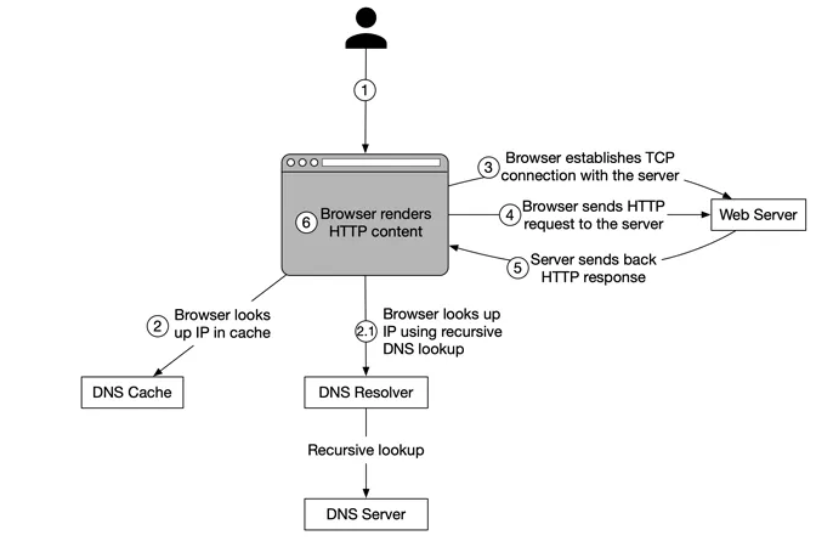 1
3
Browser establishes TCP
connection with the server
6
Browser renders
HTTP content
4
Browser sends HTTP
request to the server
Web Server
5
Server sends back
HTTP response
2
Browser looks
up IP in cache
2.1
Browser looks up
IP using recursive
DNS lookup
DNS Cache
DNS Resolver
Recursive lookup
DNS Server